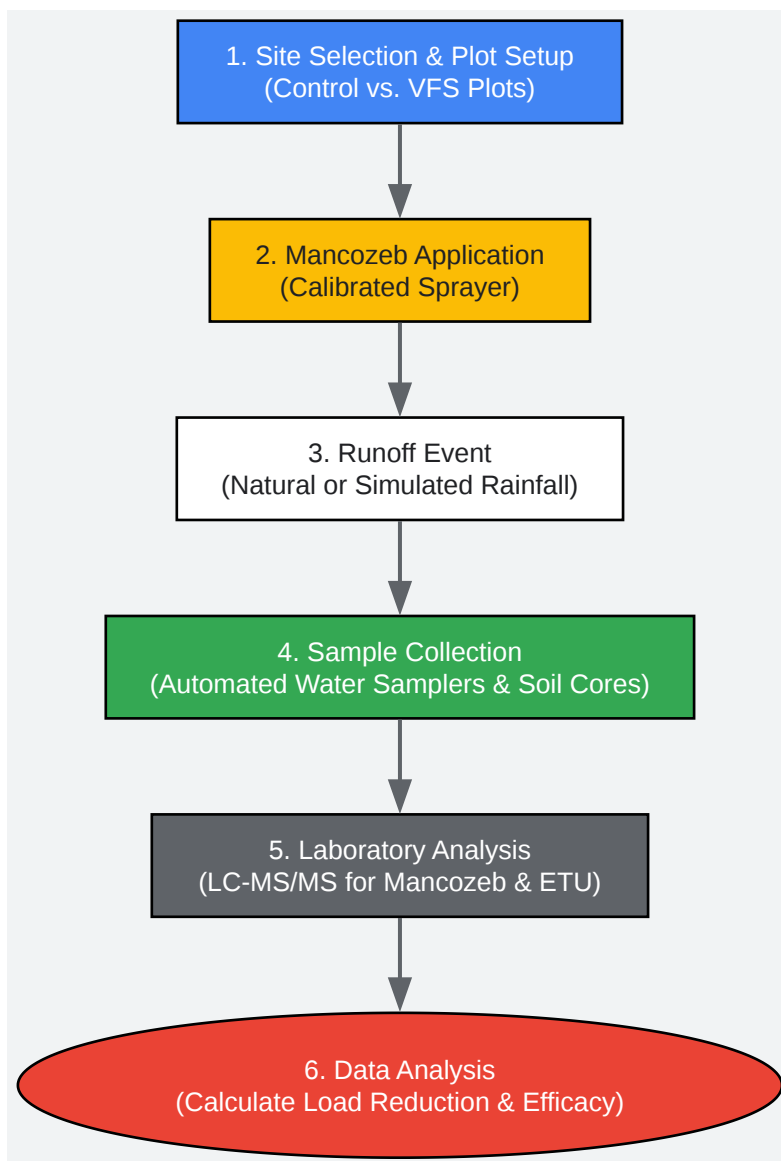 1. Site Selection & Plot Setup
(Control vs. VFS Plots)
2. Mancozeb Application
(Calibrated Sprayer)
3. Runoff Event
(Natural or Simulated Rainfall)
4. Sample Collection
(Automated Water Samplers & Soil Cores)
5. Laboratory Analysis
(LC-MS/MS for Mancozeb & ETU)
6. Data Analysis
(Calculate Load Reduction & Efficacy)